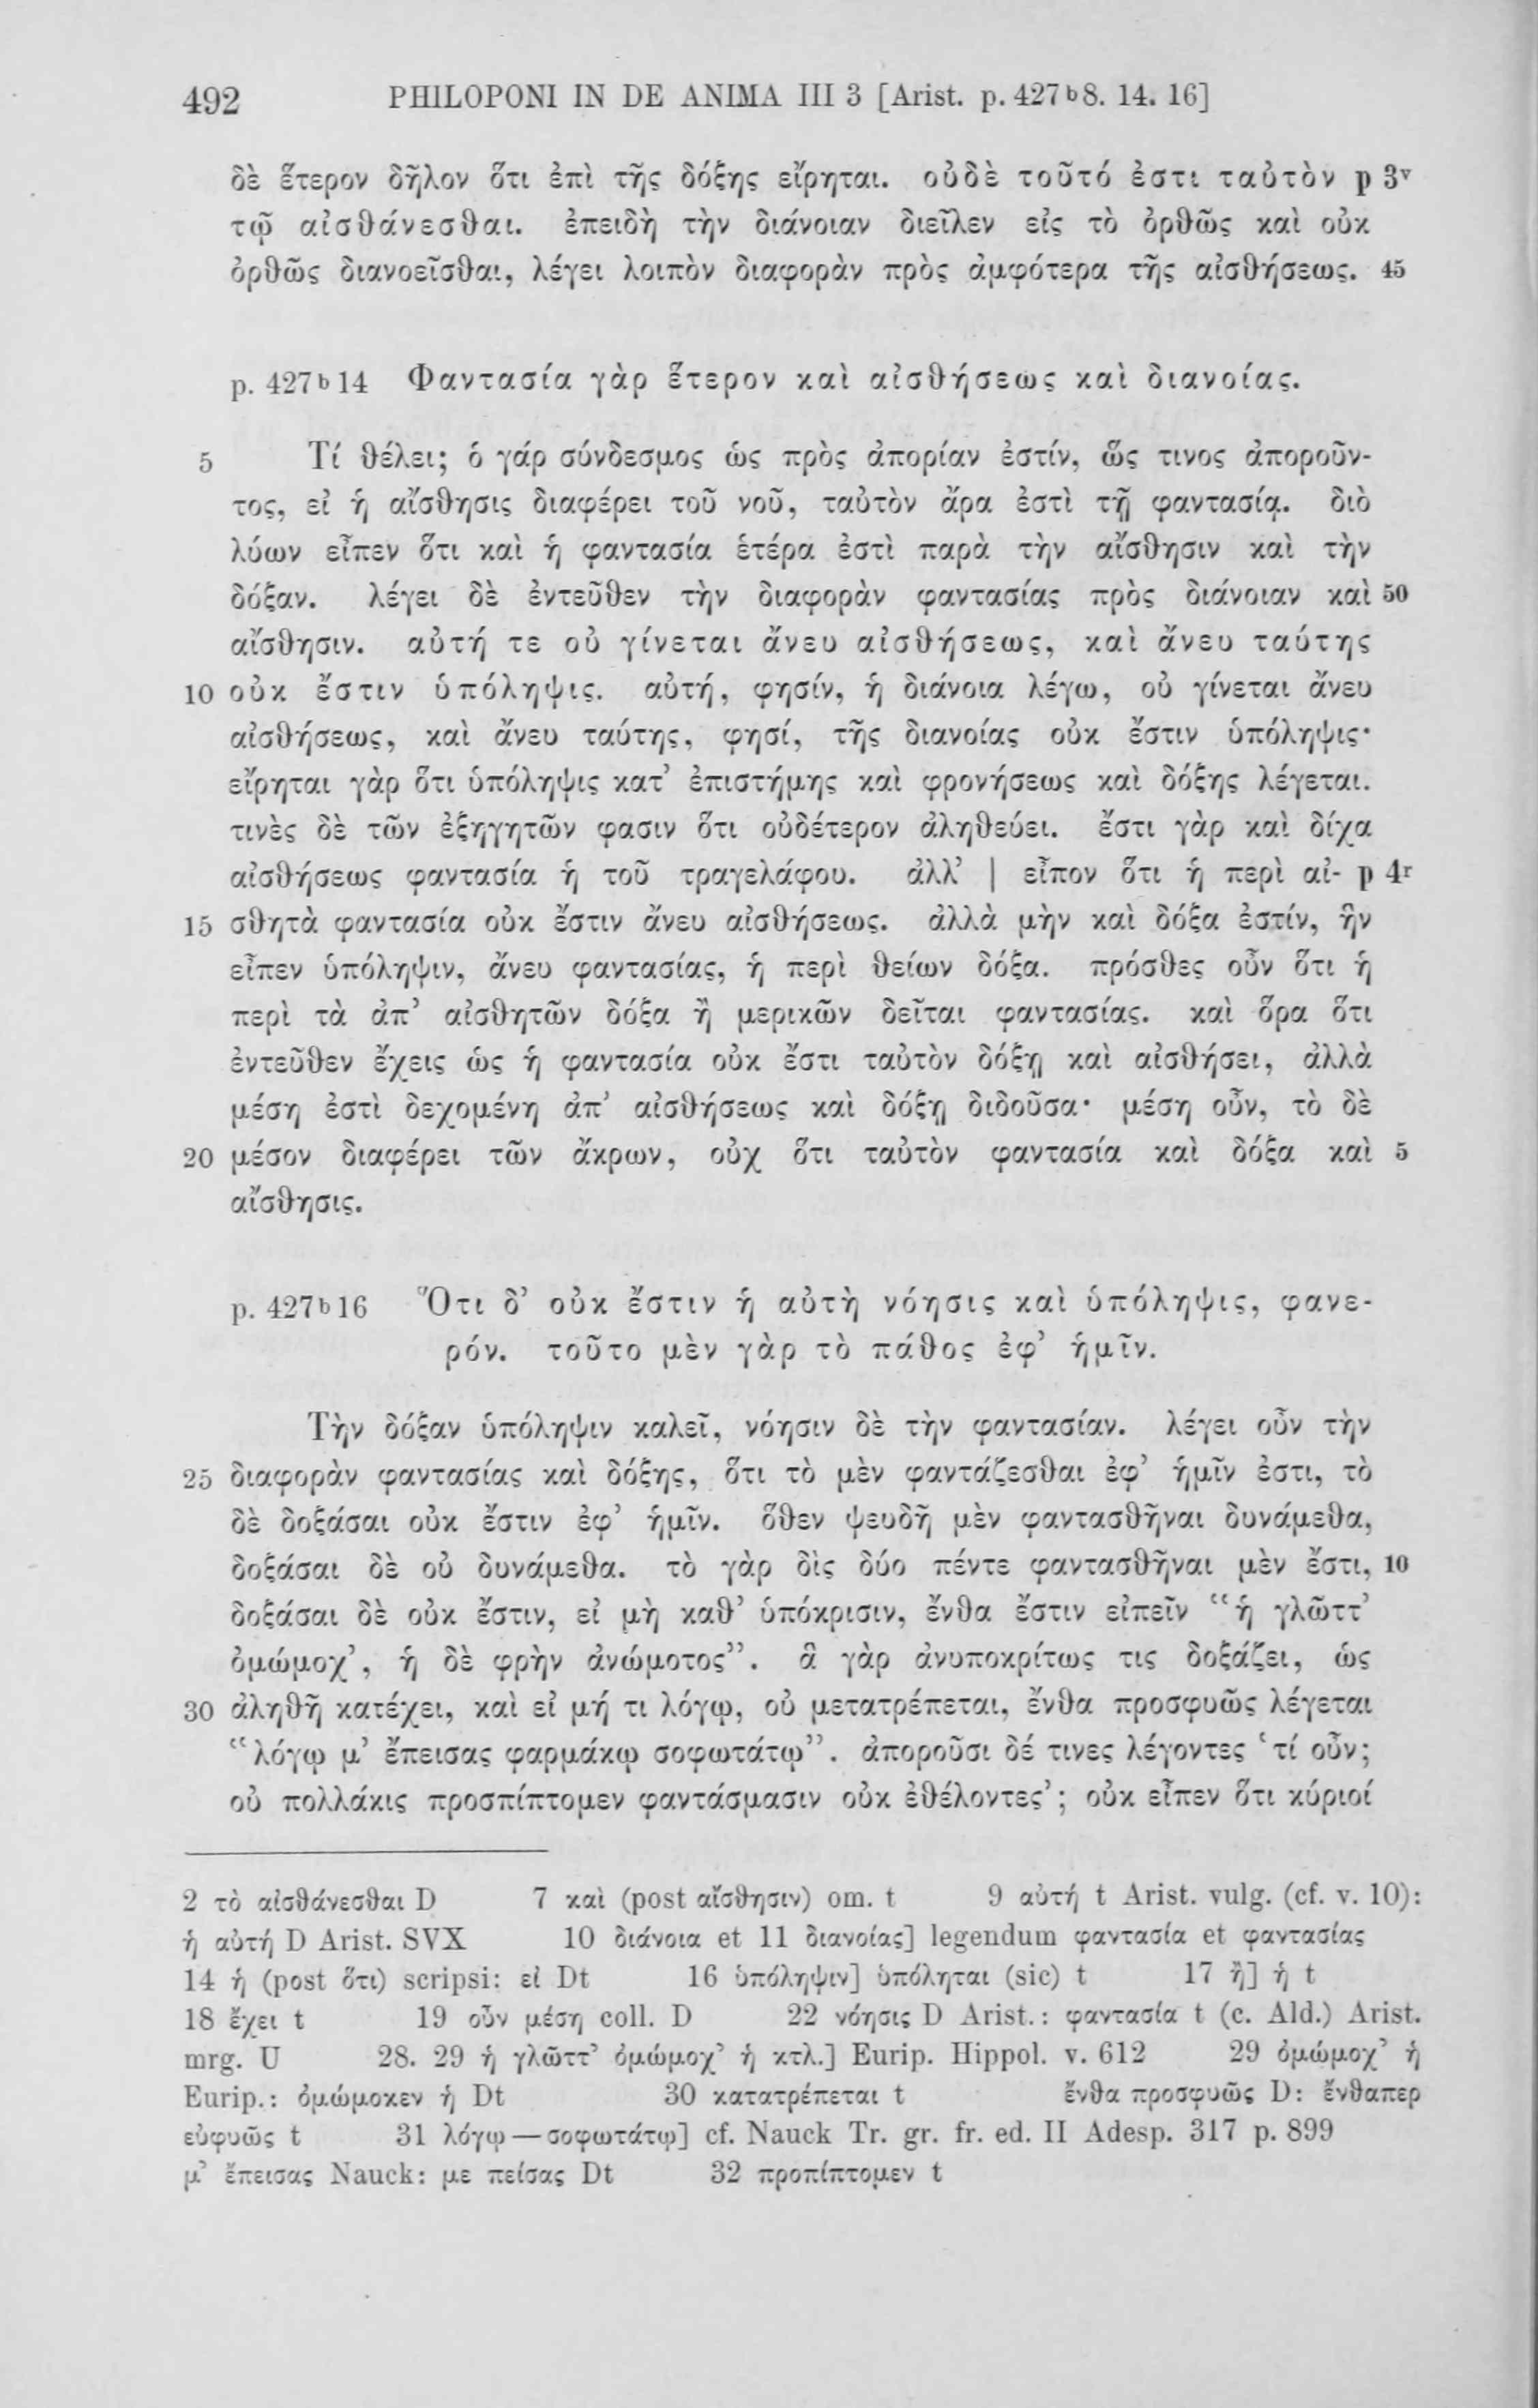 492 PHILOPONI IN DE ANIMA III 3 [Arist. p. 427b8. 14. 16]
δὲ ἕτερον δῆλον ὅτι ἐπὶ τῆς δόξης εἴρηται. οὐδὲ τοῦτό ἐστι ταὐτὸν p 3v
τῷ αἰσθάνεσθαι. ἐπειδὴ τὴν διάνοιαν διεῖλεν εἰς τὸ ὀρθῶς καὶ οὐκ
ὀρθῶς διανοεῖσθαι, λέγει λοιπὸν διαφορὰν πρὸς ἀμφότερα τῆς αἰσθήσεως. 45
p. 427b14 Φαντασία γὰρ ἕτερον καὶ αἰσθήσεως καὶ διανοίας.
5 Τί θέλει; ὁ γάρ σύνδεσμος ὡς πρὸς ἀπορίαν ἐστίν, ὥς τινος ἀποροῦν-
τος, εἰ ἡ αἴσθησις διαφέρει τοῦ νοῦ, ταὐτὸν ἄρα ἐστὶ τῇ φαντασίᾳ. διὸ
λύων εἶπεν ὅτι καὶ ἡ φαντασία ἑτέρα ἐστὶ παρὰ τὴν αἴσθησιν καὶ τὴν
δόξαν. λέγει δὲ ἐντεῦθεν τὴν διαφορὰν φαντασίας πρὸς διάνοιαν καὶ 50
αἴσθησιν. αὐτή τε οὐ γίνεται ἄνευ αἰσθήσεως, καὶ ἄνευ ταύτης
10 οὐκ ἔστιν ὑπόληψις. αὐτή, φησίν, ἡ διάνοια λέγω, οὐ γίνεται ἄνευ
αἰσθήσεως, καὶ ἄνευ ταύτης, φησί, τῆς διανοίας οὐκ ἔστιν ὑπόληψις·
εἴρηται γὰρ ὅτι ὑπόληψις κατ’ ἐπιστήμης καὶ φρονήσεως καὶ δόξης λέγεται.
τινὲς δὲ τῶν ἐξηγητῶν φασιν ὅτι οὐδέτερον ἀληθεύει. ἔστι γὰρ καὶ δίχα
αἰσθήσεως φαντασία ἡ τοῦ τραγελάφου. ἀλλ’ | εἶπον ὅτι ἡ περὶ αἰ- p 4r
15 σθητὰ φαντασία οὐκ ἔστιν ἄνευ αἰσθήσεως. ἀλλὰ μὴν καὶ δόξα ἐστίν, ἣν
εἶπεν ὑπόληψιν, ἄνευ φαντασίας, ἡ περὶ θείων δόξα. πρόσθες οὖν ὅτι ἡ
περὶ τὰ ἀπ’ αἰσθητῶν δόξα ἢ μερικῶν δεῖται φαντασίας. καὶ ὅρα ὅτι
ἐντεῦθεν ἔχεις ὡς ἡ φαντασία οὐκ ἔστι ταὐτὸν δόξῃ καὶ αἰσθήσει, ἀλλὰ
μέση ἐστὶ δεχομένη ἀπ’ αἰσθήσεως καὶ δόξῃ διδοῦσα· μέση οὖν, τὸ δὲ
20 μέσον διαφέρει τῶν ἄκρων, οὐχ ὅτι ταὐτὸν φαντασία καὶ δόξα καὶ 5
αἴσθησις.
p. 427b16 Ὅτι δ’ οὐκ ἔστιν ἡ αὐτὴ νόησις καὶ ὑπόληψις, φανε-
ρόν. τοῦτο μὲν γὰρ τὸ πάθος ἐφ’ ἡμῖν.
Τὴν δόξαν ὑπόληψιν καλεῖ, νόησιν δὲ τὴν φαντασίαν. λέγει οὖν τὴν
25 διαφορὰν φαντασίας καὶ δόξης, ὅτι τὸ μὲν φαντάζεσθαι ἐφ’ ἡμῖν ἐστι, τὸ
δὲ δοξάσαι οὐκ ἔστιν ἐφ’ ἡμῖν. ὅθεν ψευδῆ μὲν φαντασθῆναι δυνάμεθα,
δοξάσαι δὲ οὐ δυνάμεθα. τὸ γὰρ δὶς δύο πέντε φαντασθῆναι μὲν ἔστι, 10
δοξάσαι δὲ οὐκ ἔστιν, εἰ μὴ καθ’ ὑπόκρισιν, ἔνθα ἔστιν εἰπεῖν “ἡ γλῶττ’
ὀμώμοχ’, ἡ δὲ φρὴν ἀνώμοτος”. ἃ γὰρ ἀνυποκρίτως τις δοξάζει, ὡς
30 ἀληθῆ κατέχει, καὶ εἰ μή τι λόγῳ, οὐ μετατρέπεται, ἔνθα προσφυῶς λέγεται
“λόγῳ μ’ ἔπεισας φαρμάκῳ σοφωτάτῳ”. ἀποροῦσι δέ τινες λέγοντες ‘τί οὖν;
οὐ πολλάκις προσπίπτομεν φαντάσμασιν οὐκ ἐθέλοντες’; οὐκ εἶπεν ὅτι κύριοί
2 τὸ αἰσθάνεσθαι D 7 καὶ (post αἴσθησιν) om. t 9 αὐτή t Arist. vulg. (cf. v. 10):
ἡ αὐτή D Arist. SVX 10 διάνοια et 11 διανοίας] legendum φαντασία et φαντασίας
14 ἡ (post ὅτι) scripsi: εἰ Dt 16 ὑπόληψιν] ὑπόληται (sic) t 17 ἢ] ἡ t
18 ἔχει t 19 οὖν μέση coll. D 22 νόησις D Arist.: φαντασία t (c. Ald.) Arist.
mrg. U 28. 29 ἡ γλῶττ’ ὀμώμοχ’ ἡ κτλ.] Eurip. Hippol. v. 612 29 ὀμώμοχ’ ἡ
Eurip.: ὀμώμοκεν ἡ Dt 30 κατατρέπεται t ἔνθα προσφυῶς D: ἔνθαπερ
εὐφυῶς t 31 λόγῳ — σοφωτάτῳ] cf. Nauck Tr. gr. fr. ed. II Adesp. 317 p. 899
μ’ ἔπεισας Nauck: με πείσας Dt 32 προπίπτομεν t